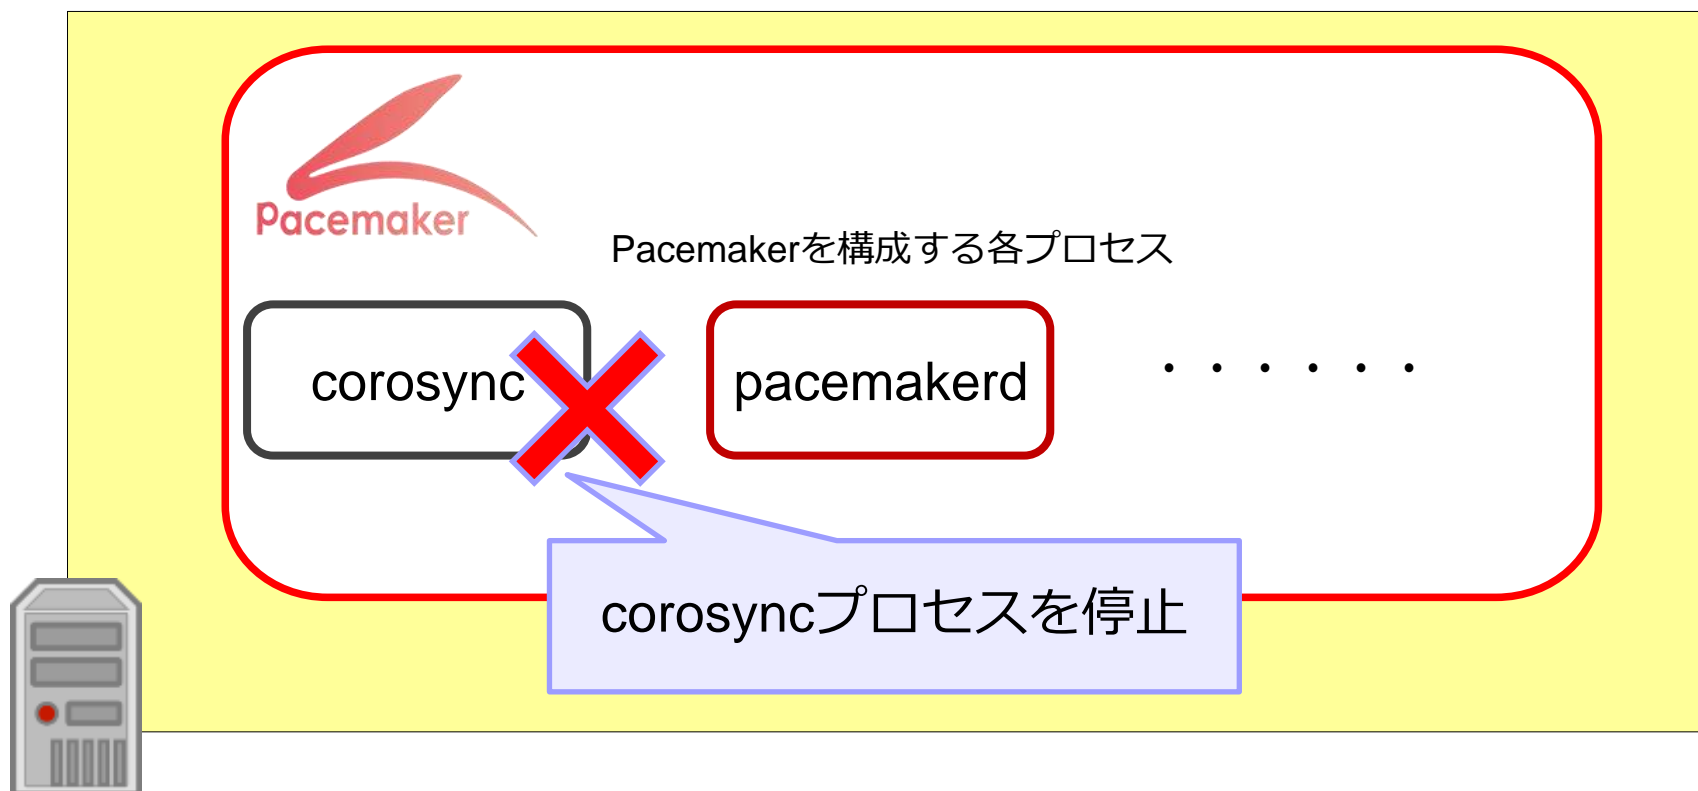 Pacemaker
Pacemakerを構成する各プロセス
corosync
pacemakerd
・・・・・・
corosyncプロセスを停止